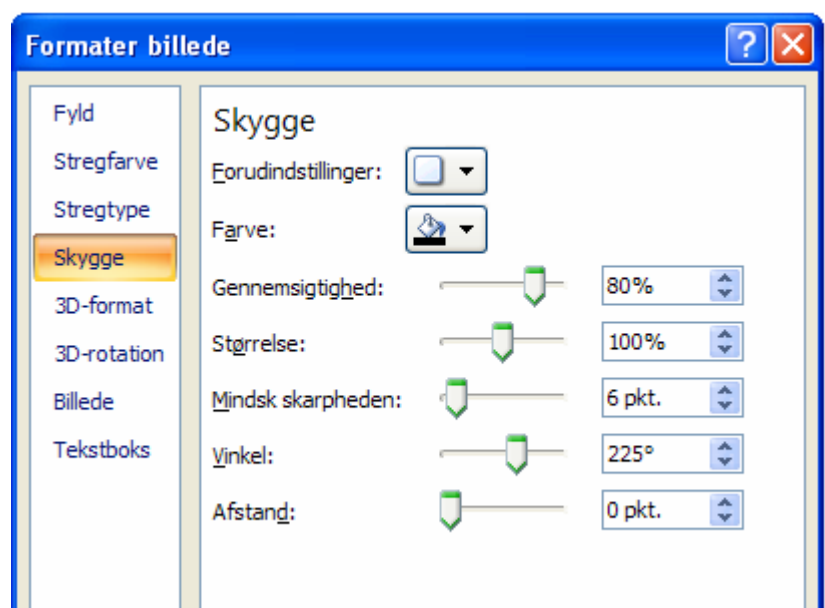 Formater billede
Fyld
Stregfarve
Stregtype
Skygge
3D-format
3D-rotation
Billede
Tekstboks
Skygge
Forudindstillinger:
Farve:
Gennemsigtighed: 80%
Størrelse: 100%
Mindsk skarpheden: 6 pkt.
Vinkel: 225°
Afstand: 0 pkt.